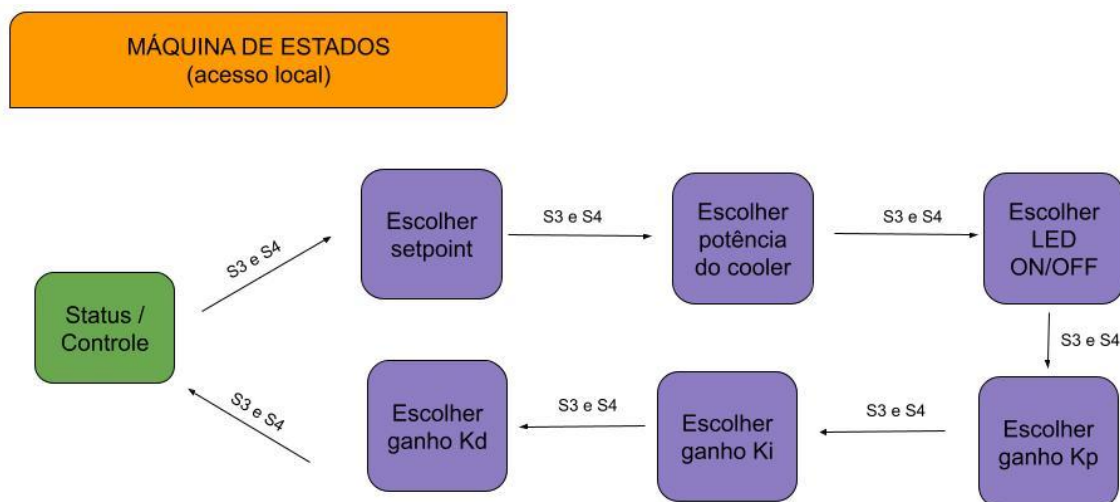 MÁQUINA DE ESTADOS
(acesso local)
Status /
Controle
S3 e S4
Escolher
setpoint
S3 e S4
Escolher
potência
do cooler
S3 e S4
Escolher
LED
ON/OFF
S3 e S4
Escolher
ganho Kp
S3 e S4
Escolher
ganho Ki
S3 e S4
Escolher
ganho Kd
S3 e S4